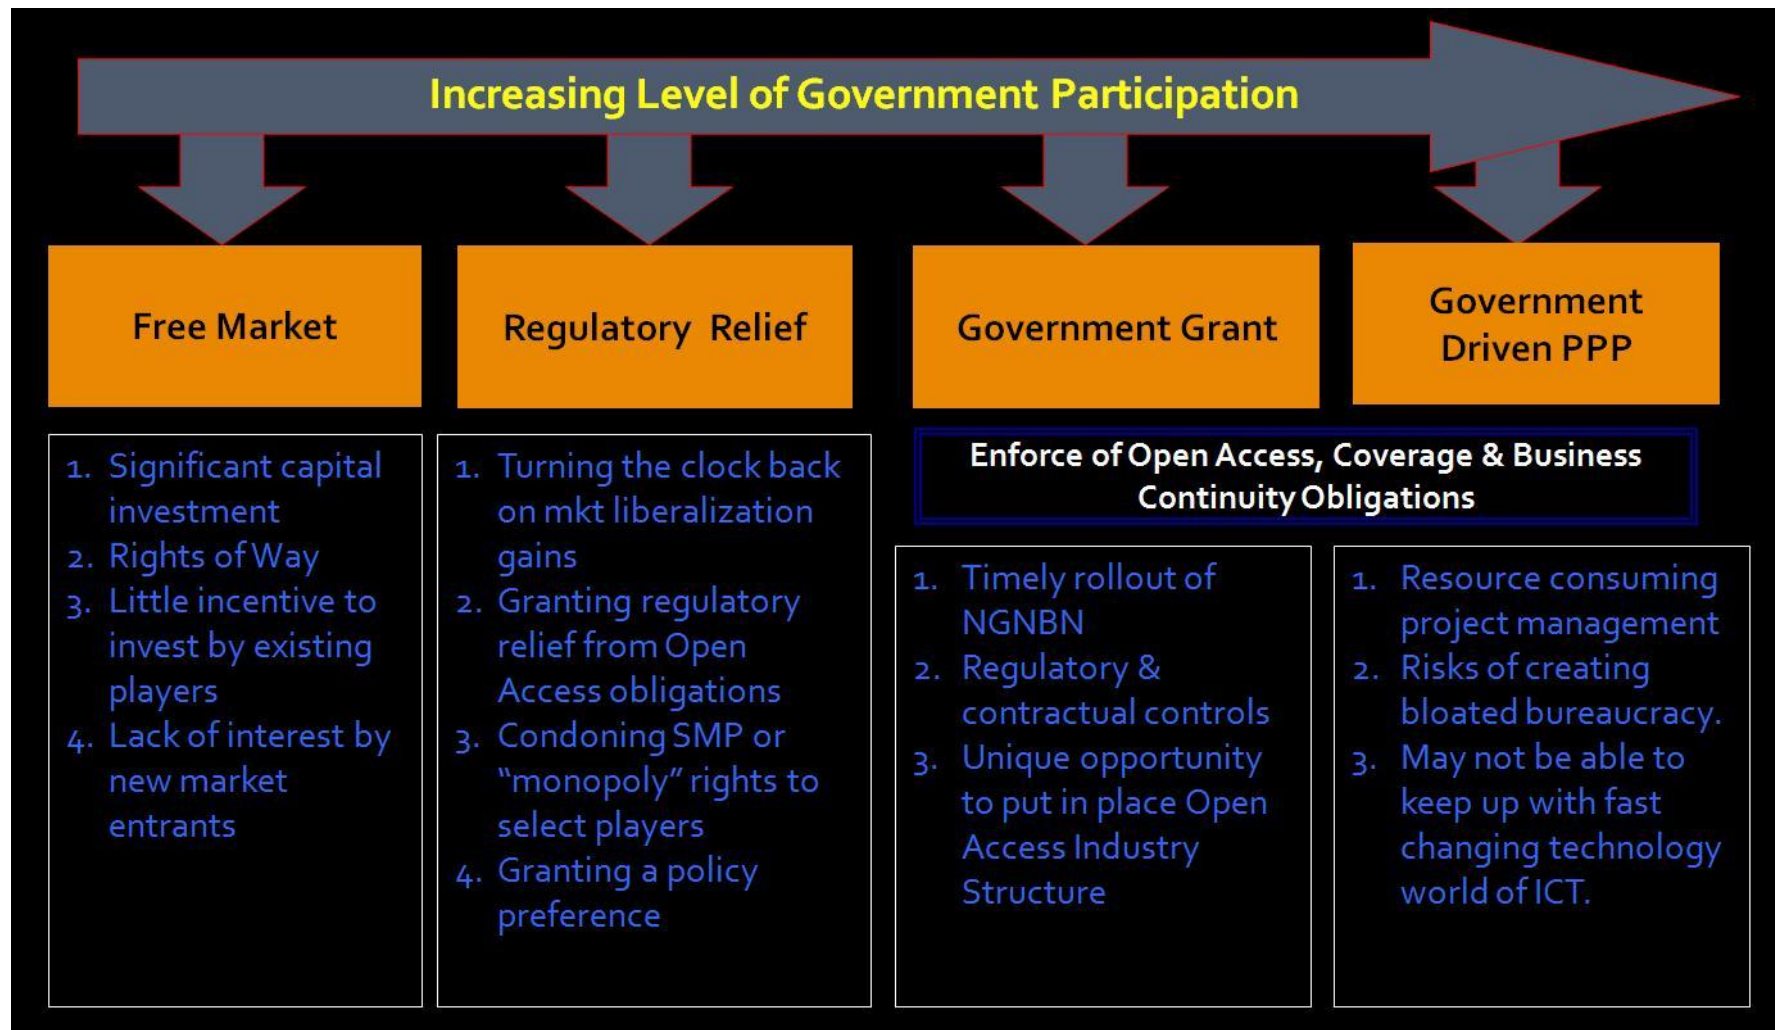 Increasing Level of Government Participation
Free Market
1. Significant capital
investment
2. Rights of Way
3. Little incentive to
invest by existing
players
4. Lack of interest by
new market
entrants
Regulatory Relief
1. Turning the clock back
on mkt liberalization
gains
2. Granting regulatory
relief from Open
Access obligations
3. Condoning SMP or
“monopoly” rights to
select players
4. Granting a policy
preference
Government Grant
Government
Driven PPP
Enforce of Open Access, Coverage & Business
Continuity Obligations
1. Timely rollout of
NGNBN
2. Regulatory &
contractual controls
3. Unique opportunity
to put in place Open
Access Industry
Structure
1. Resource consuming
project management
2. Risks of creating
bloated bureaucracy.
3. May not be able to
keep up with fast
changing technology
world of ICT.